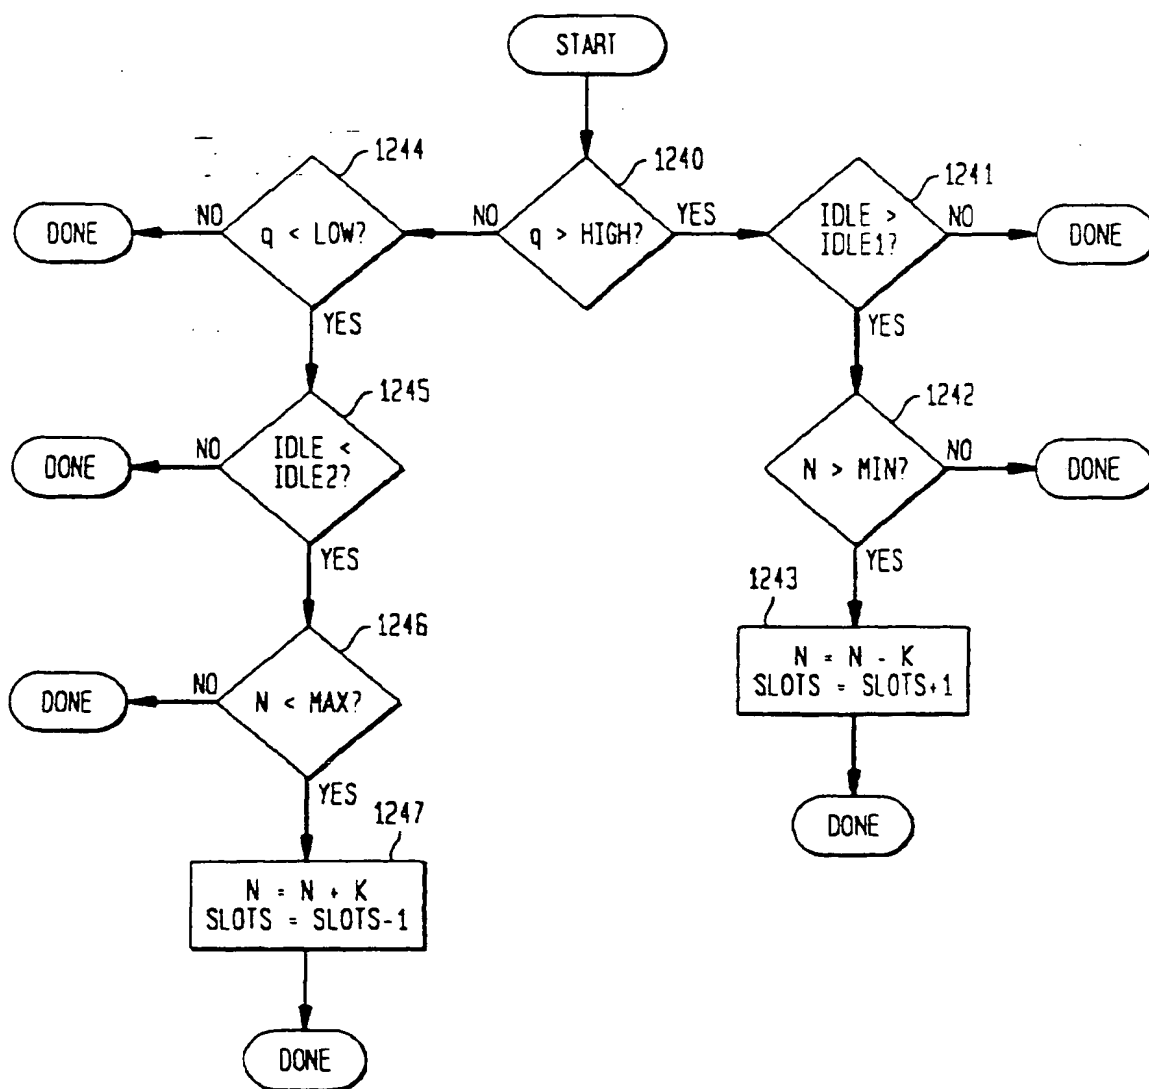 START
1244
1240
1241
DONE
NO
q < LOW?
NO
q > HIGH?
YES
IDLE >
IDLE1?
NO
DONE
YES
YES
1245
1242
DONE
NO
IDLE <
IDLE2?
N > MIN?
NO
DONE
YES
YES
1243
1246
N = N - K
SLOTS = SLOTS+1
DONE
NO
N < MAX?
YES
1247
DONE
N = N + K
SLOTS = SLOTS-1
DONE